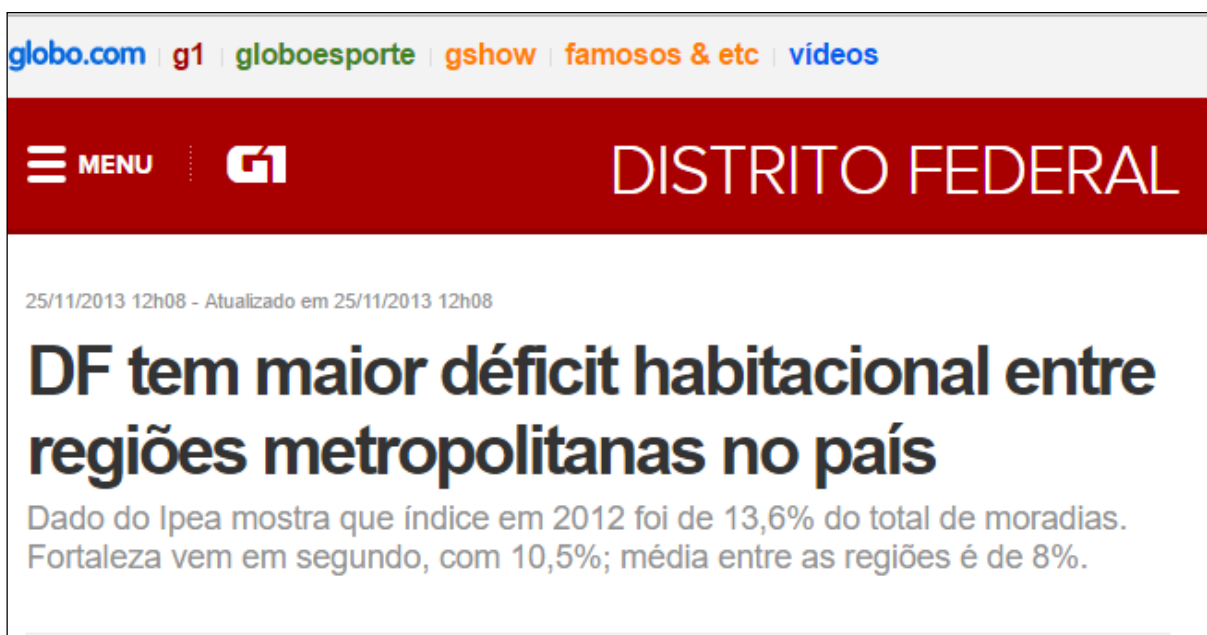 globo.com g1 globoesporte gshow famosos & etc vídeos
MENU G1 DISTRITO FEDERAL
25/11/2013 12h08 - Atualizado em 25/11/2013 12h08
DF tem maior déficit habitacional entre
regiões metropolitanas no país
Dado do Ipea mostra que índice em 2012 foi de 13,6% do total de moradias.
Fortaleza vem em segundo, com 10,5%; média entre as regiões é de 8%.